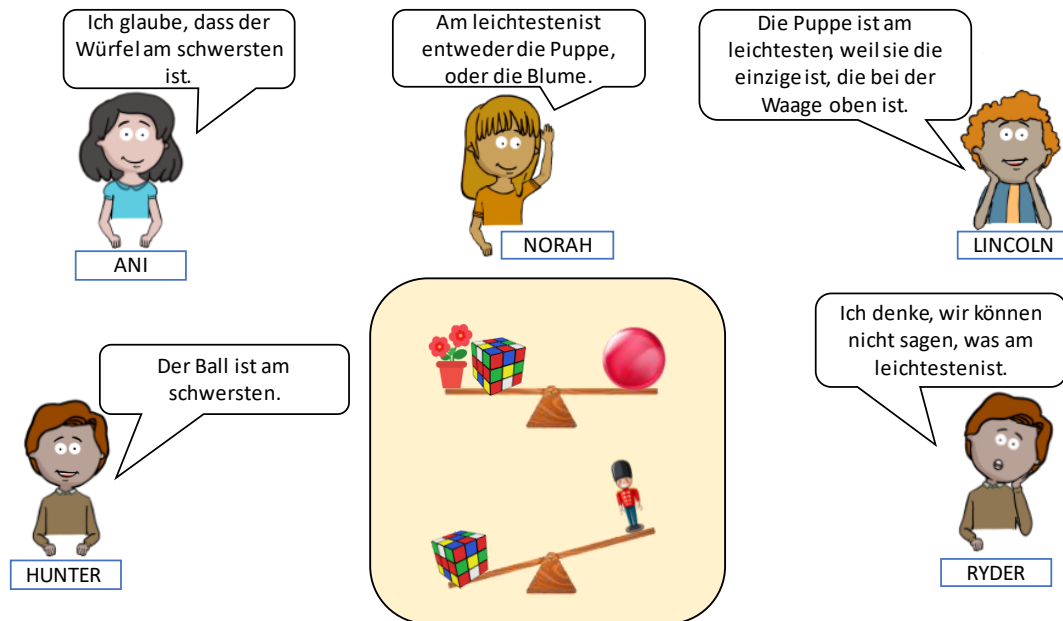 Ich glaube, dass der
Würfel am schwersten
ist.
ANI
Am leichtestenist
entweder die Puppe,
oder die Blume.
NORAH
Die Puppe ist am
leichtesten, weil sie die
einzige ist, die bei der
Waage oben ist.
LINCOLN
Der Ball ist am
schwersten.
HUNTER
Ich denke, wir können
nicht sagen, was am
leichtestenist.
RYDER